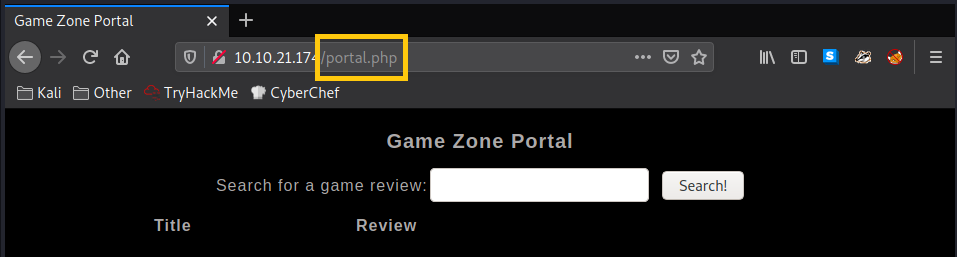 Game Zone Portal
10.10.21.174/portal.php
Kali Other TryHackMe CyberChef
Game Zone Portal
Search for a game review: Search!
Title Review